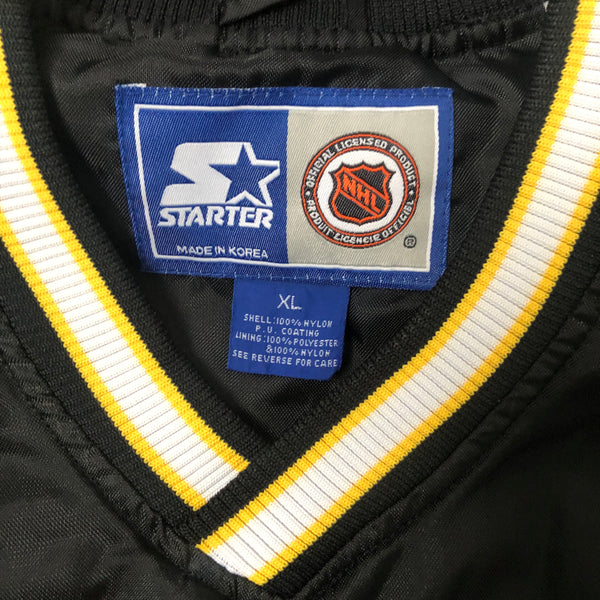 STARTER
MADE IN KOREA
OFFICIAL LICENSED PRODUCT
NHL
PRODUIT LICENCIÉ OFFICIEL
®
XL
SHELL:100% NYLON
P.U. COATING
LINING:100% POLYESTER
&100% NYLON
SEE REVERSE FOR CARE